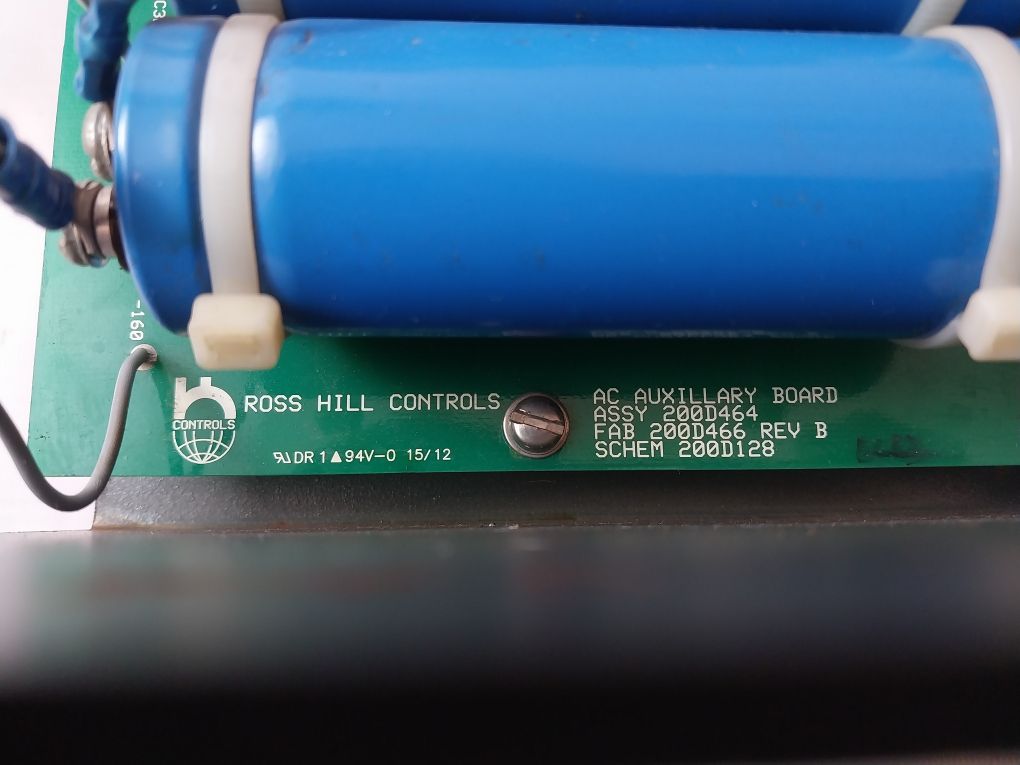 C3
-160
CONTROLS
ROSS HILL CONTROLS
DR 1▲94V-0 15/12
AC AUXILLARY BOARD
ASSY 200D464
FAB 200D466 REV B
SCHEM 200D128